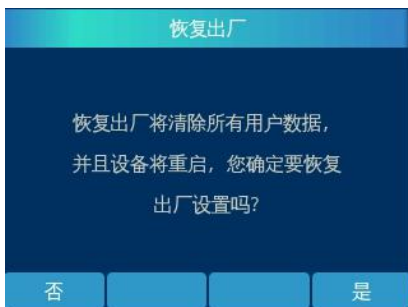 恢复出厂
恢复出厂将清除所有用户数据，
并且设备将重启，您确定要恢复
出厂设置吗？
否
是